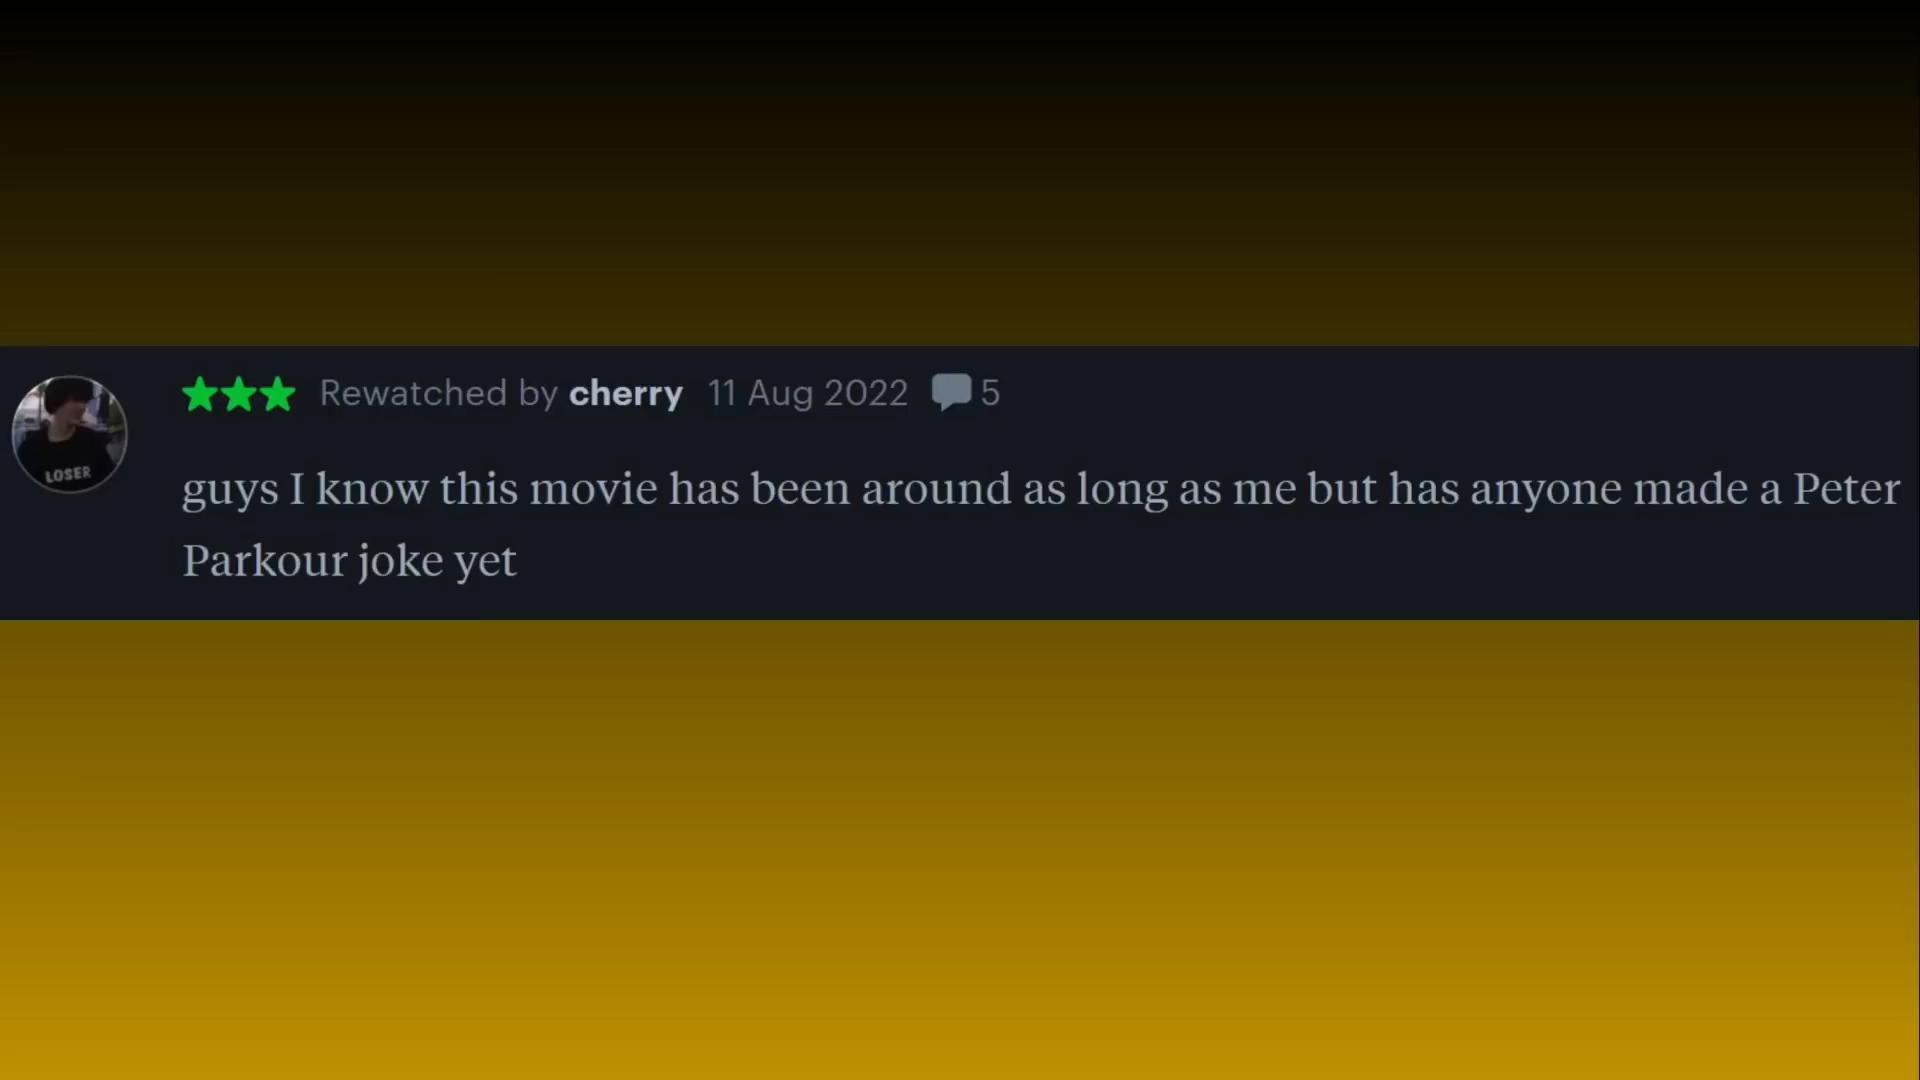 Rewatched by cherry 11 Aug 2022 5
guys I know this movie has been around as long as me but has anyone made a Peter
Parkour joke yet
LOSER